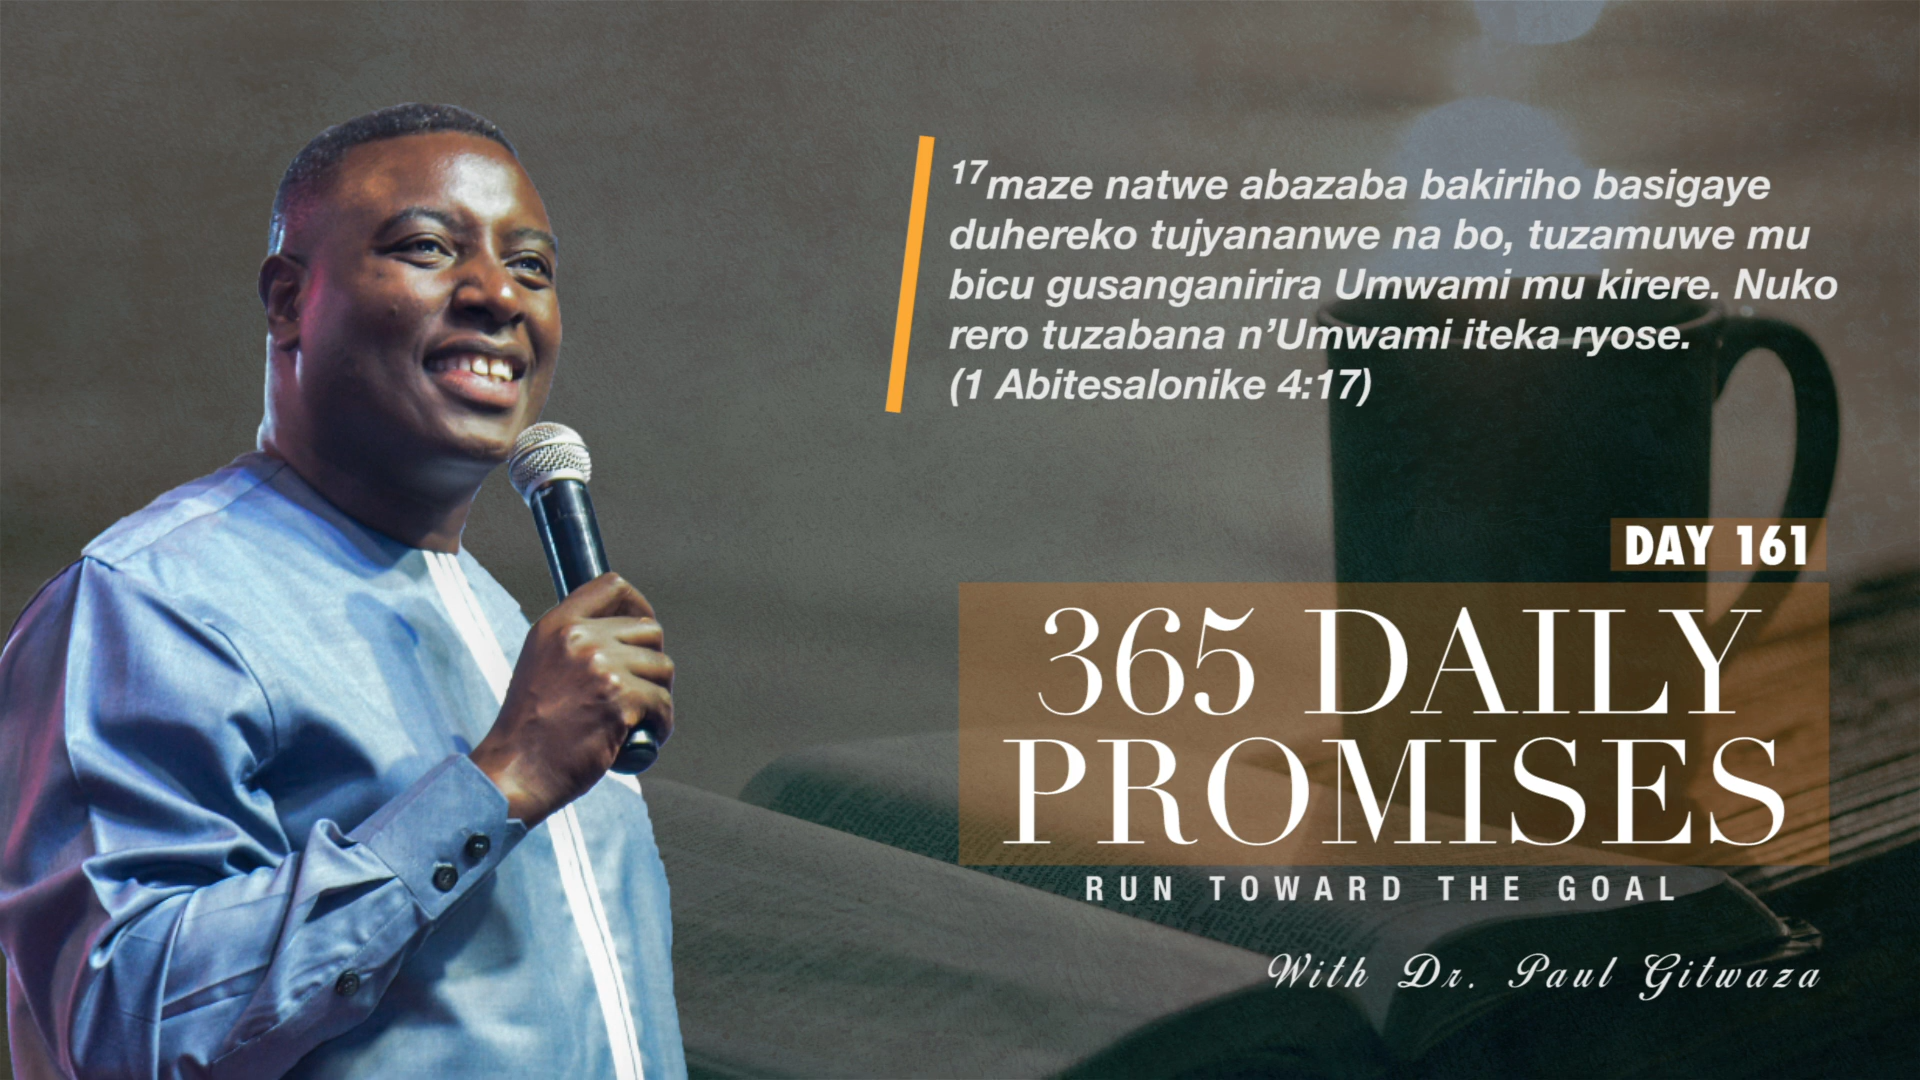 17maze natwe abazaba bakiriho basigaye
duhereko tujyananwe na bo, tuzamuwe mu
bicu gusanganirira Umwami mu kirere. Nuko
rero tuzabana n’Umwami iteka ryose.
(1 Abitesalonike 4:17)
DAY 161
365 DAILY
PROMISES
RUN TOWARD THE GOAL
With Dr. Paul Gitwaza